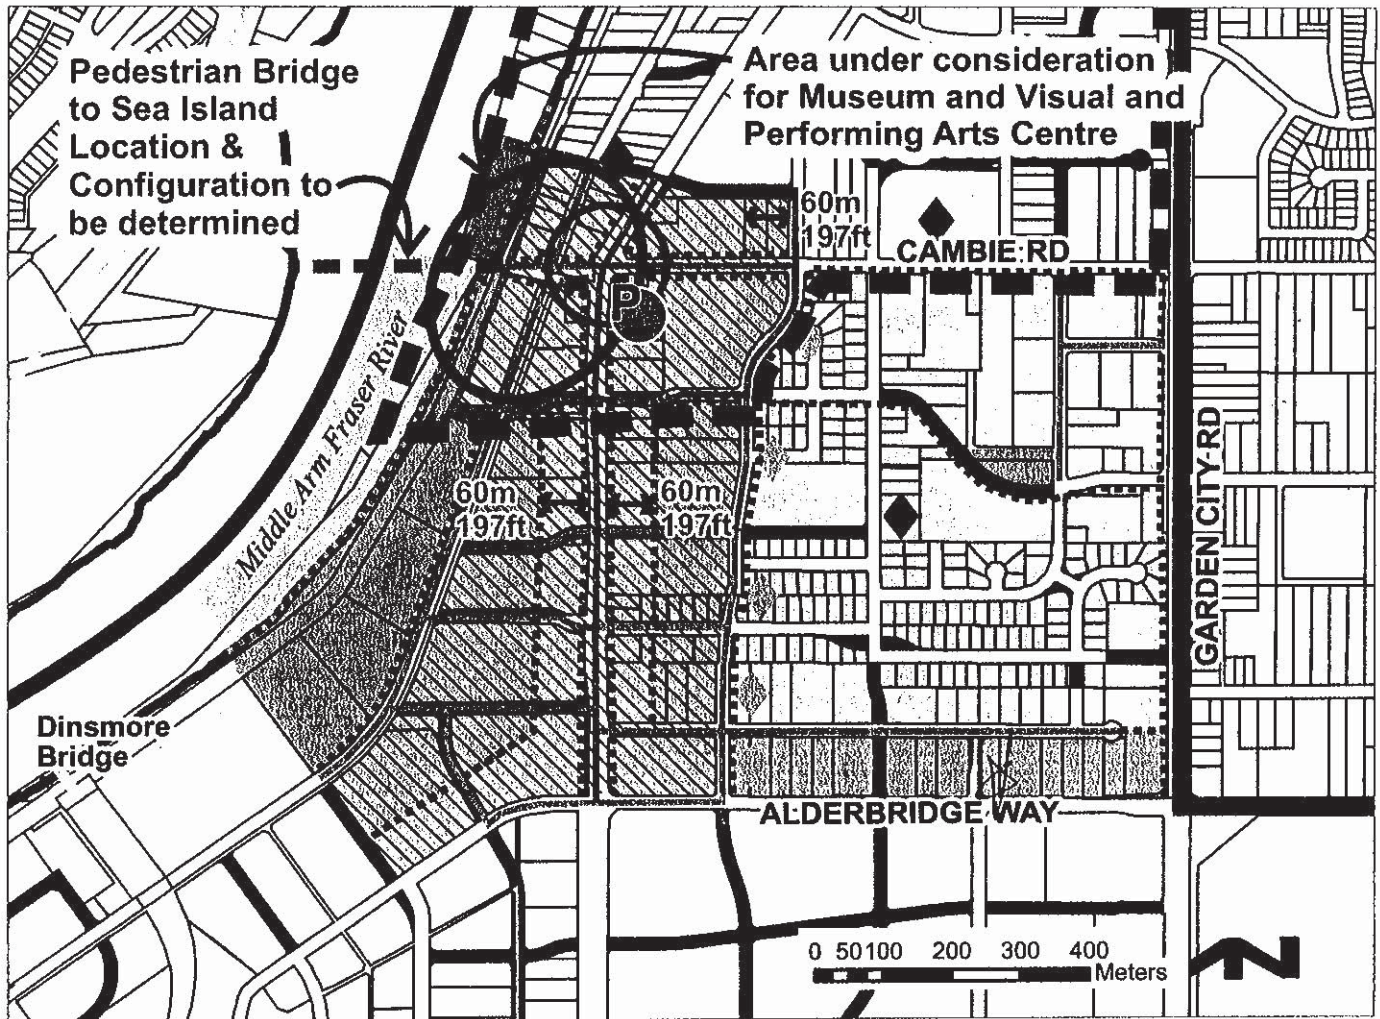 Pedestrian Bridge
to Sea Island
Location &
Configuration to
be determined
Area under consideration
for Museum and Visual and
Performing Arts Centre
60m
197ft
CAMBIE RD
P
Middle Arm Fraser River
60m
197ft
60m
197ft
GARDEN CITY RD
Dinsmore
Bridge
ALDERBRIDGE WAY
0 50 100 200 300 400
Meters
N